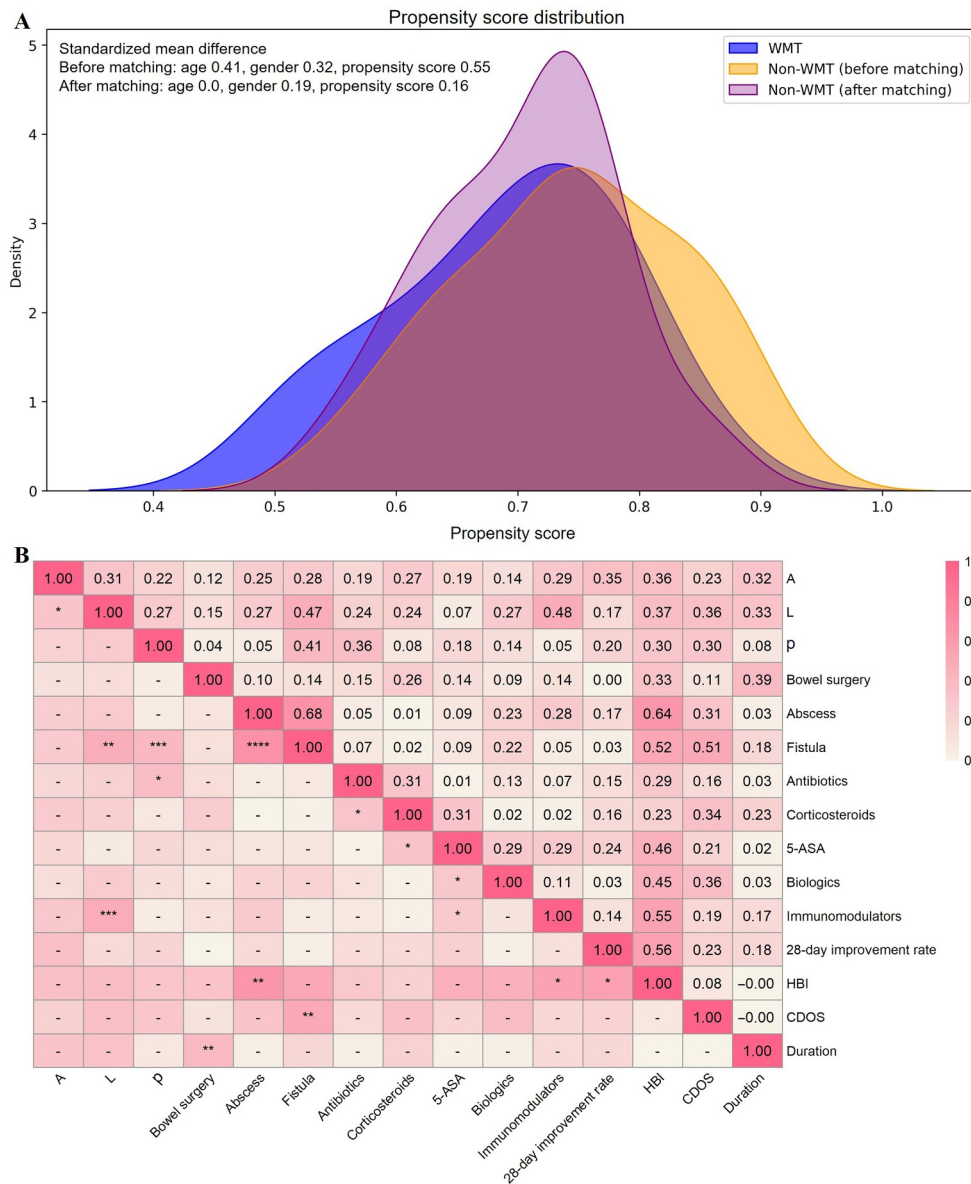 A
Propensity score distribution
Standardized mean difference
Before matching: age 0.41, gender 0.32, propensity score 0.55
After matching: age 0.0, gender 0.19, propensity score 0.16
WMT
Non-WMT (before matching)
Non-WMT (after matching)
5
4
3
2
1
0
Density
0.4 0.5 0.6 0.7 0.8 0.9 1.0
Propensity score
B
1.00 0.31 0.22 0.12 0.25 0.28 0.19 0.27 0.19 0.14 0.29 0.35 0.36 0.23 0.32 A
* 1.00 0.27 0.15 0.27 0.47 0.24 0.24 0.07 0.27 0.48 0.17 0.37 0.36 0.33 L
- - 1.00 0.04 0.05 0.41 0.36 0.08 0.18 0.14 0.05 0.20 0.30 0.30 0.08 p
- - - 1.00 0.10 0.14 0.15 0.26 0.14 0.09 0.14 0.00 0.33 0.11 0.39 Bowel surgery
- - - - 1.00 0.68 0.05 0.01 0.09 0.23 0.28 0.17 0.64 0.31 0.03 Abscess
- ** *** - **** 1.00 0.07 0.02 0.09 0.22 0.05 0.03 0.52 0.51 0.18 Fistula
- - * - - - 1.00 0.31 0.01 0.13 0.07 0.15 0.29 0.16 0.03 Antibiotics
- - - - - - * 1.00 0.31 0.02 0.02 0.16 0.23 0.34 0.23 Corticosteroids
- - - - - - - * 1.00 0.29 0.29 0.24 0.46 0.21 0.02 5-ASA
- - - - - - - - * 1.00 0.11 0.03 0.45 0.36 0.03 Biologics
- *** - - - - - - * - 1.00 0.14 0.55 0.19 0.17 Immunomodulators
- - - - - - - - - - - 1.00 0.56 0.23 0.18 28-day improvement rate
- - - - ** - - - - - * * 1.00 0.08 −0.00 HBI
- - - - - ** - - - - - - - 1.00 −0.00 CDOS
- - - ** - - - - - - - - - - 1.00 Duration
A L p Bowel surgery Abscess Fistula Antibiotics Corticosteroids 5-ASA Biologics Immunomodulators 28-day improvement rate HBI CDOS Duration
1
0
0
0
0
0